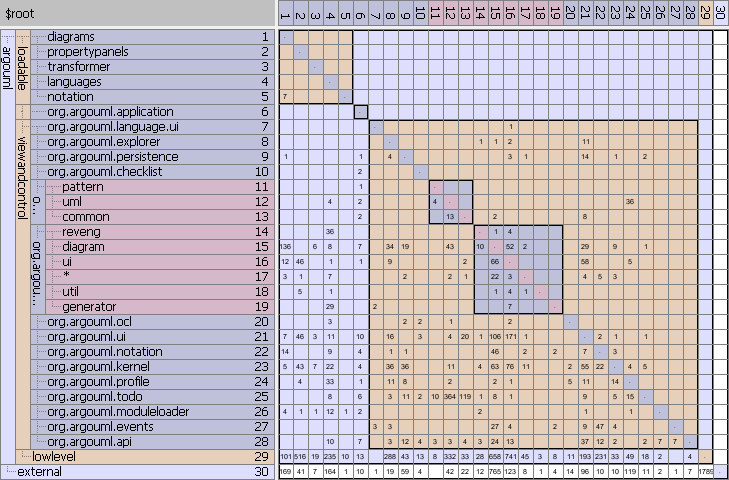 $root 1 2 3 4 5 6 7 8 9 10 11 12 13 14 15 16 17 18 19 20 21 22 23 24 25 26 27 28 29 30
argouml
loadable
viewandcontrol
o...
org.argou...
diagrams 1 -
propertypanels 2 -
transformer 3 -
languages 4 -
notation 5 7 -
org.argouml.application 6 -
org.argouml.language.ui 7 - 1
org.argouml.explorer 8 - 1 1 2 11
org.argouml.persistence 9 1 1 4 - 3 1 14 1 2
org.argouml.checklist 10 2 -
pattern 11 1 -
uml 12 4 2 4 - 36
common 13 2 13 - 2 8
reveng 14 36 - 1 4
diagram 15 136 6 8 7 34 19 43 10 - 52 2 29 9 1
ui 16 12 46 1 1 9 2 66 - 58 5
* 17 3 1 7 1 2 2 1 22 3 - 4 5 3
util 18 5 1 1 4 1 -
generator 19 29 2 7 -
org.argouml.ocl 20 3 2 2 1 2 -
org.argouml.ui 21 7 46 3 11 10 16 3 4 20 1 106 171 1 - 2 1 1
org.argouml.notation 22 14 9 4 1 1 46 2 2 7 - 3
org.argouml.kernel 23 5 43 7 22 8 36 36 11 4 63 76 11 2 55 22 - 4 5
org.argouml.profile 24 4 33 1 11 8 2 1 8 1 5 11 14 -
org.argouml.todo 25 8 6 3 11 2 10 364 119 1 16 1 9 5 15 -
org.argouml.moduleloader 26 4 1 1 12 1 2 2 4 -
org.argouml.events 27 3 3 27 4 2 9 47 4 -
org.argouml.api 28 10 7 3 12 4 3 4 3 3 24 13 37 12 2 2 6 7 7 -
lowlevel 29 101 516 19 235 10 13 288 43 13 8 332 33 28 658 741 45 3 8 11 193 231 33 49 18 2 4 -
external 30 169 41 7 164 1 10 1 19 59 4 42 22 12 765 123 8 1 4 2 114 10 23 12 16 1 1 1 1789 -